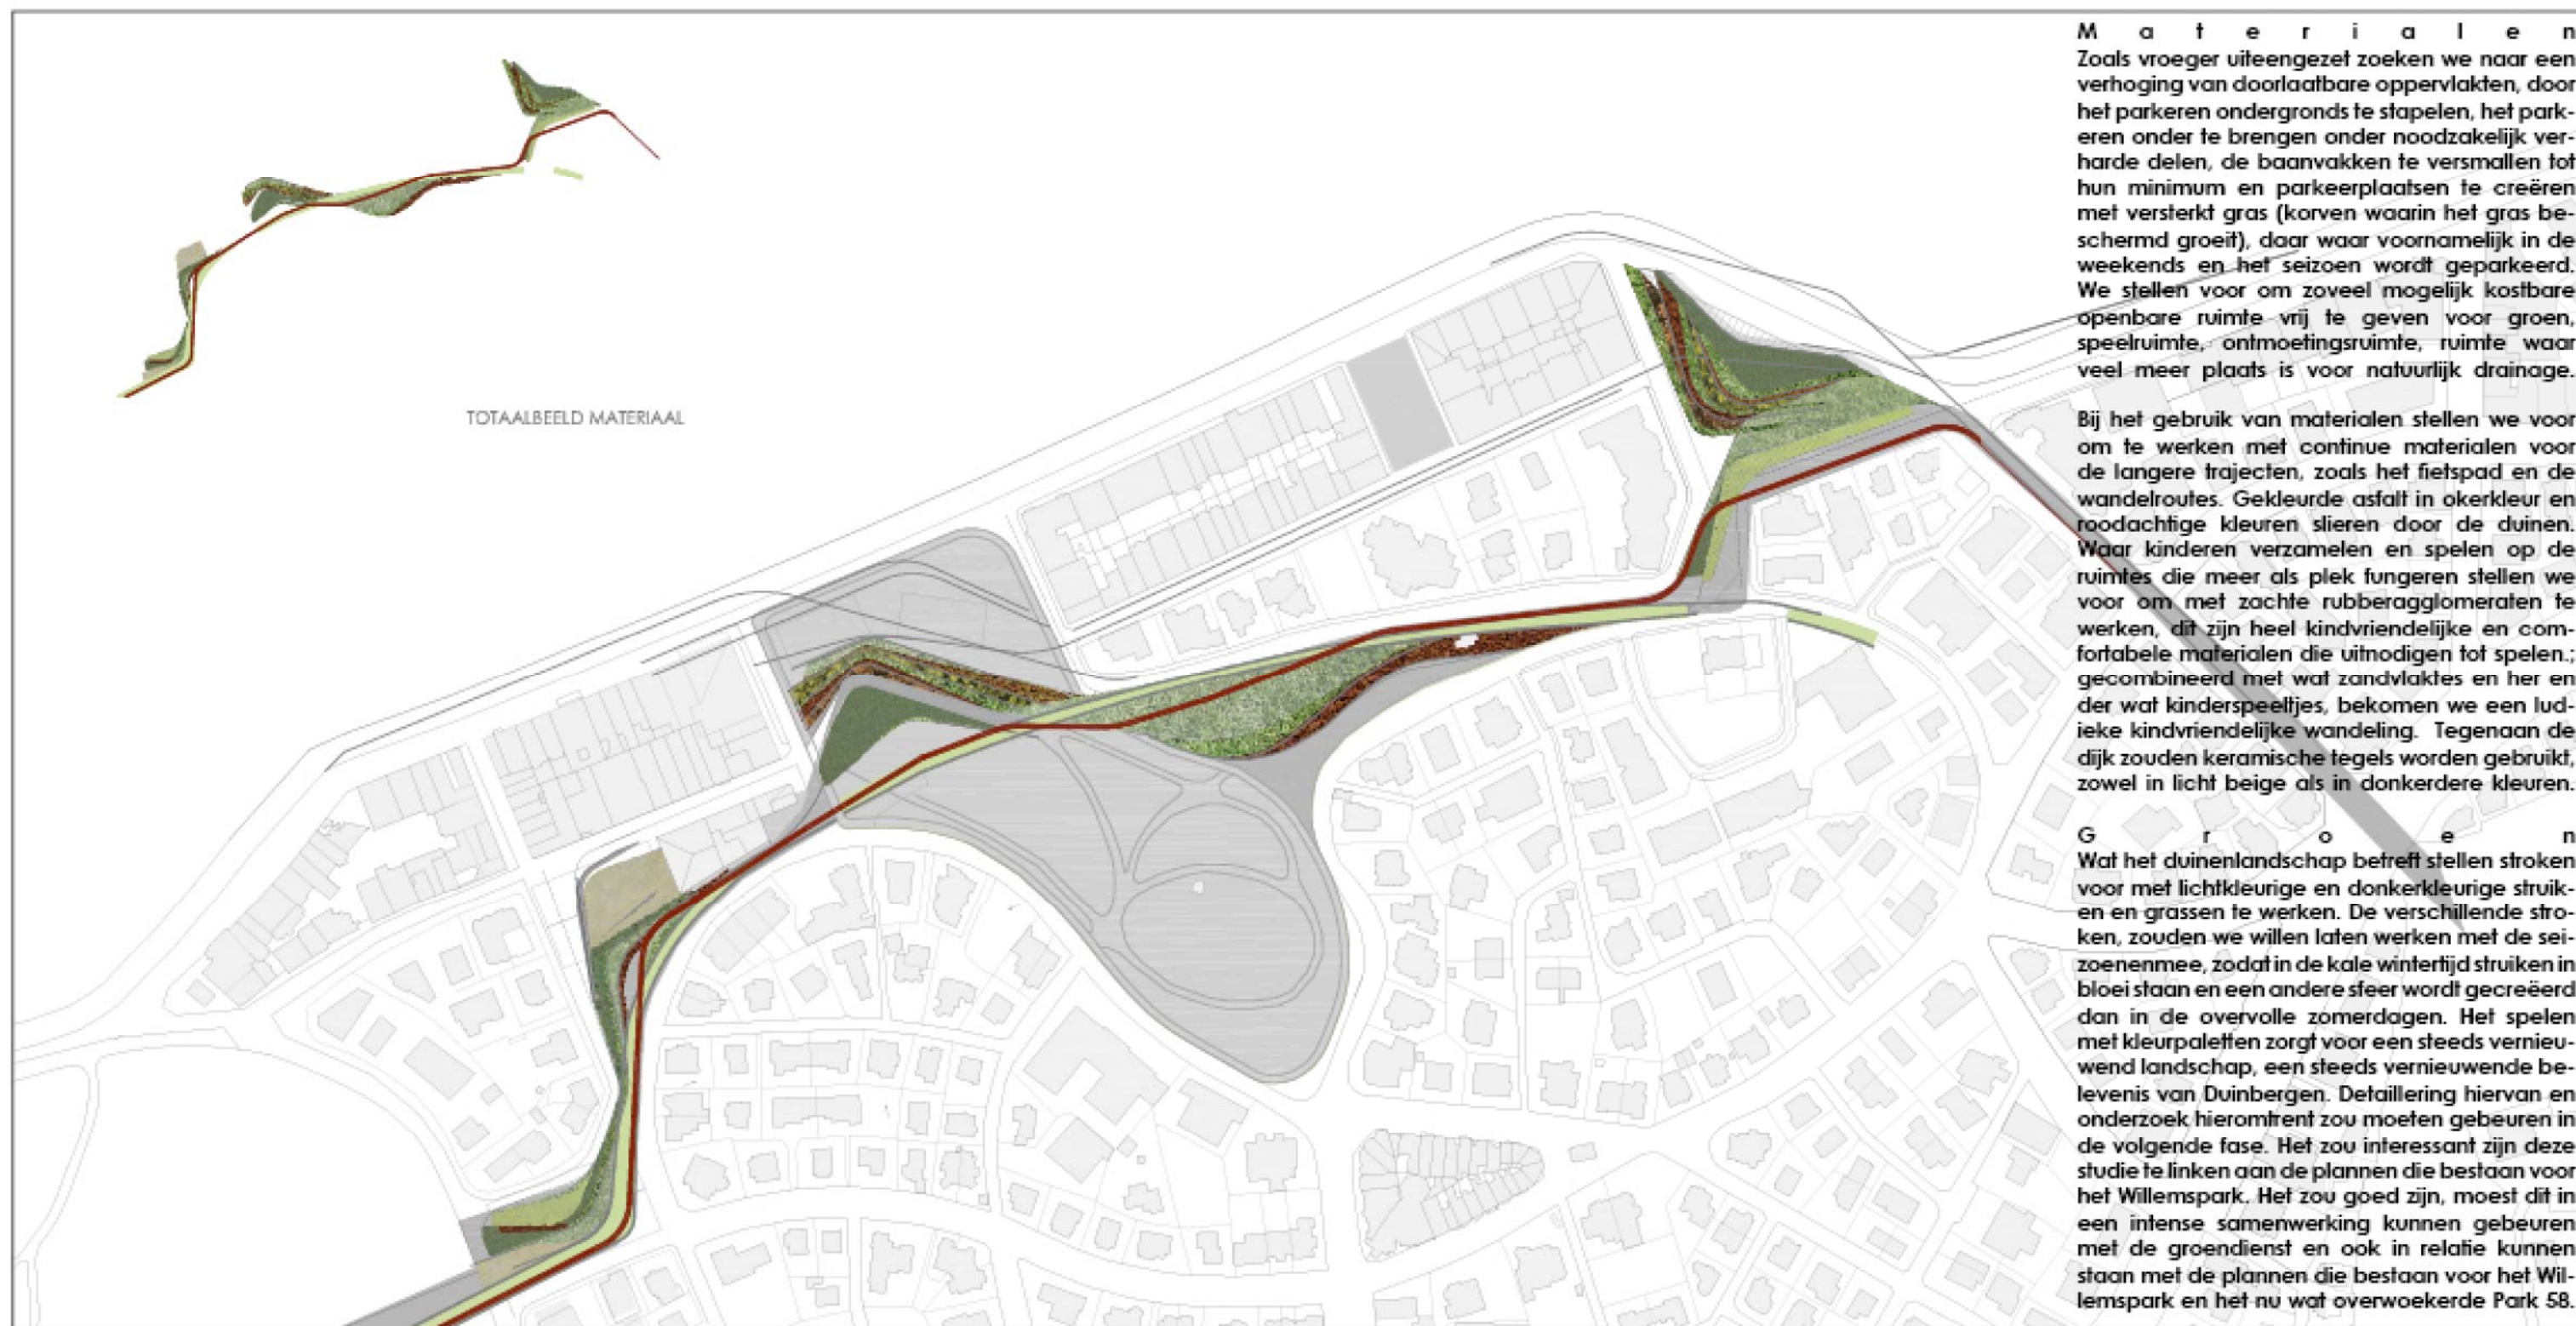 TOTAALBEELD MATERIAAL
M a t e r i a l e n
Zoals vroeger uiteengezet zoeken we naar een
verhoging van doorlaatbare oppervlakten, door
het parkeren ondergronds te stapelen, het park-
eren onder te brengen onder noodzakelijk ver-
harde delen, de baanvakken te versmallen tot
hun minimum en parkeerplaatsen te creëren
met versterkt gras (korven waarin het gras be-
schermd groeit), daar waar voornamelijk in de
weekends en het seizoen wordt geparkeerd.
We stellen voor om zoveel mogelijk kostbare
openbare ruimte vrij te geven voor groen,
speelruimte, ontmoetingsruimte, ruimte waar
veel meer plaats is voor natuurlijk drainage.
Bij het gebruik van materialen stellen we voor
om te werken met continue materialen voor
de langere trajecten, zoals het fietspad en de
wandelroutes. Gekleurde asfalt in okerkleur en
roodachtige kleuren slieren door de duinen.
Waar kinderen verzamelen en spelen op de
ruimtes die meer als plek fungeren stellen we
voor om met zachte rubberagglomeraten te
werken, dit zijn heel kindvriendelijke en com-
fortabele materialen die uitnodigen tot spelen.;
gecombineerd met wat zandvlaktes en her en
der wat kinderspeeltjes, bekomen we een lud-
ieke kindvriendelijke wandeling. Tegenaan de
dijk zouden keramische tegels worden gebruikt,
zowel in licht beige als in donkerdere kleuren.
G r o e n
Wat het duinenlandschap betreft stellen stroken
voor met lichtkleurige en donkerkleurige struik-
en en grassen te werken. De verschillende stro-
ken, zouden we willen laten werken met de sei-
zoenenmee, zodat in de kale wintertijd struiken in
bloei staan en een andere sfeer wordt gecreëerd
dan in de overvolle zomerdagen. Het spelen
met kleurpaletten zorgt voor een steeds vernieu-
wend landschap, een steeds vernieuwende be-
levenis van Duinbergen. Detaillering hiervan en
onderzoek hieromtrent zou moeten gebeuren in
de volgende fase. Het zou interessant zijn deze
studie te linken aan de plannen die bestaan voor
het Willemspark. Het zou goed zijn, moest dit in
een intense samenwerking kunnen gebeuren
met de groendienst en ook in relatie kunnen
staan met de plannen die bestaan voor het Wil-
lemspark en het nu wat overwoekerde Park 58.